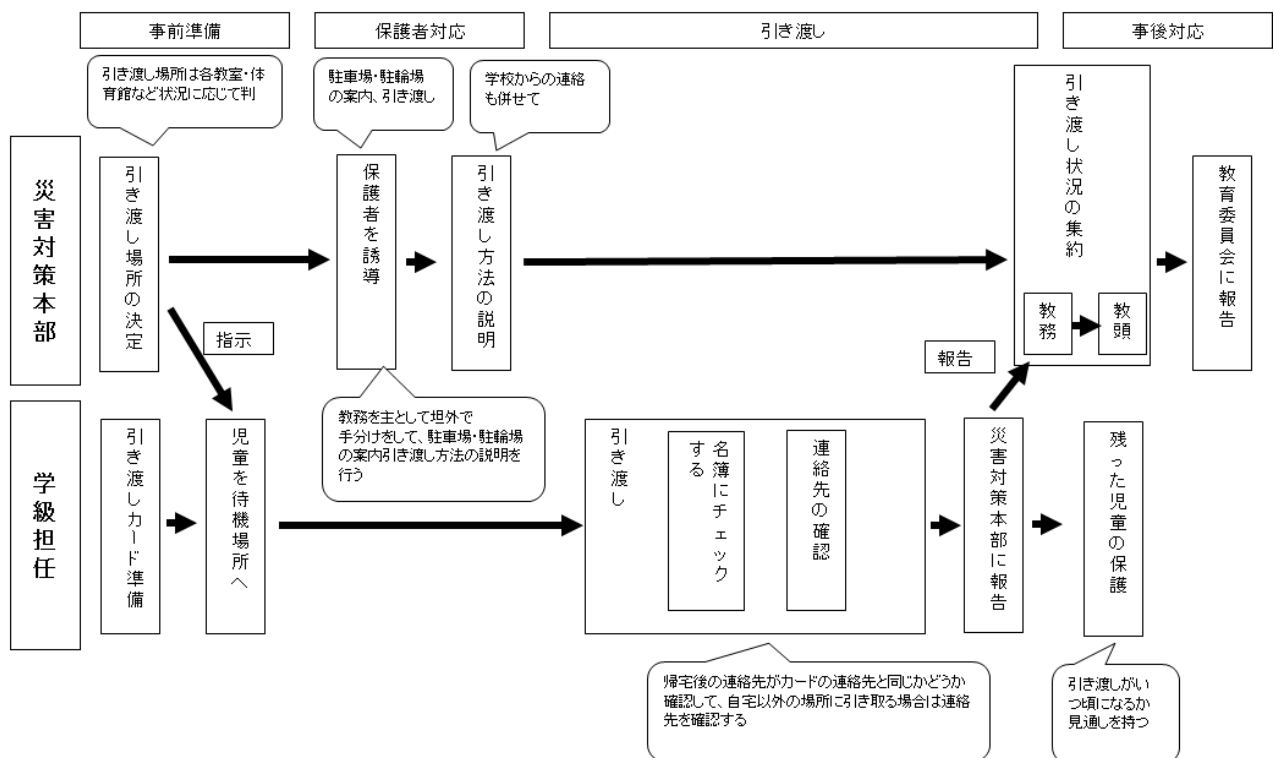 事前準備
保護者対応
引き渡し
事後対応
引き渡し場所は各教室・体
育館など状況に応じて判
駐車場・駐輪場
の案内、引き渡し
学校からの連絡
も併せて
災害対策本部
引き渡し場所の決定
保護者を誘導
引き渡し方法の説明
引き渡し状況の集約
教務
教頭
教育委員会に報告
指示
報告
教務を主として坦外で
手分けをして、駐車場・駐輪場
の案内引き渡し方法の説明を
行う
学級担任
引き渡しカード準備
児童を待機場所へ
引き渡し
名簿にチェック
する
連絡先の確認
災害対策本部に報告
残った児童の保護
帰宅後の連絡先がカードの連絡先と同じかどうか
確認して、自宅以外の場所に引き取る場合は連絡
先を確認する
引き渡しがい
つ頃になるか
見通しを持つ